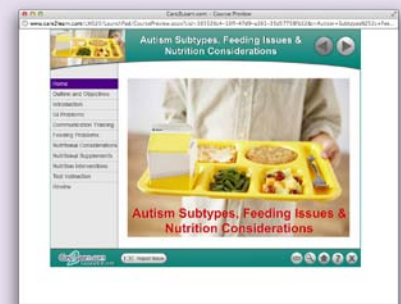 Care2Learn.com - Course Preview
Autism Subtypes, Feeding Issues &
Nutrition Considerations
Home
Outline and Objectives
Introduction
GI Problems
Communication Training
Feeding Problems
Nutritional Considerations
Nutritional Supplements
Nutrition Interventions
Test Instruction
Review
Autism Subtypes, Feeding Issues &
Nutrition Considerations